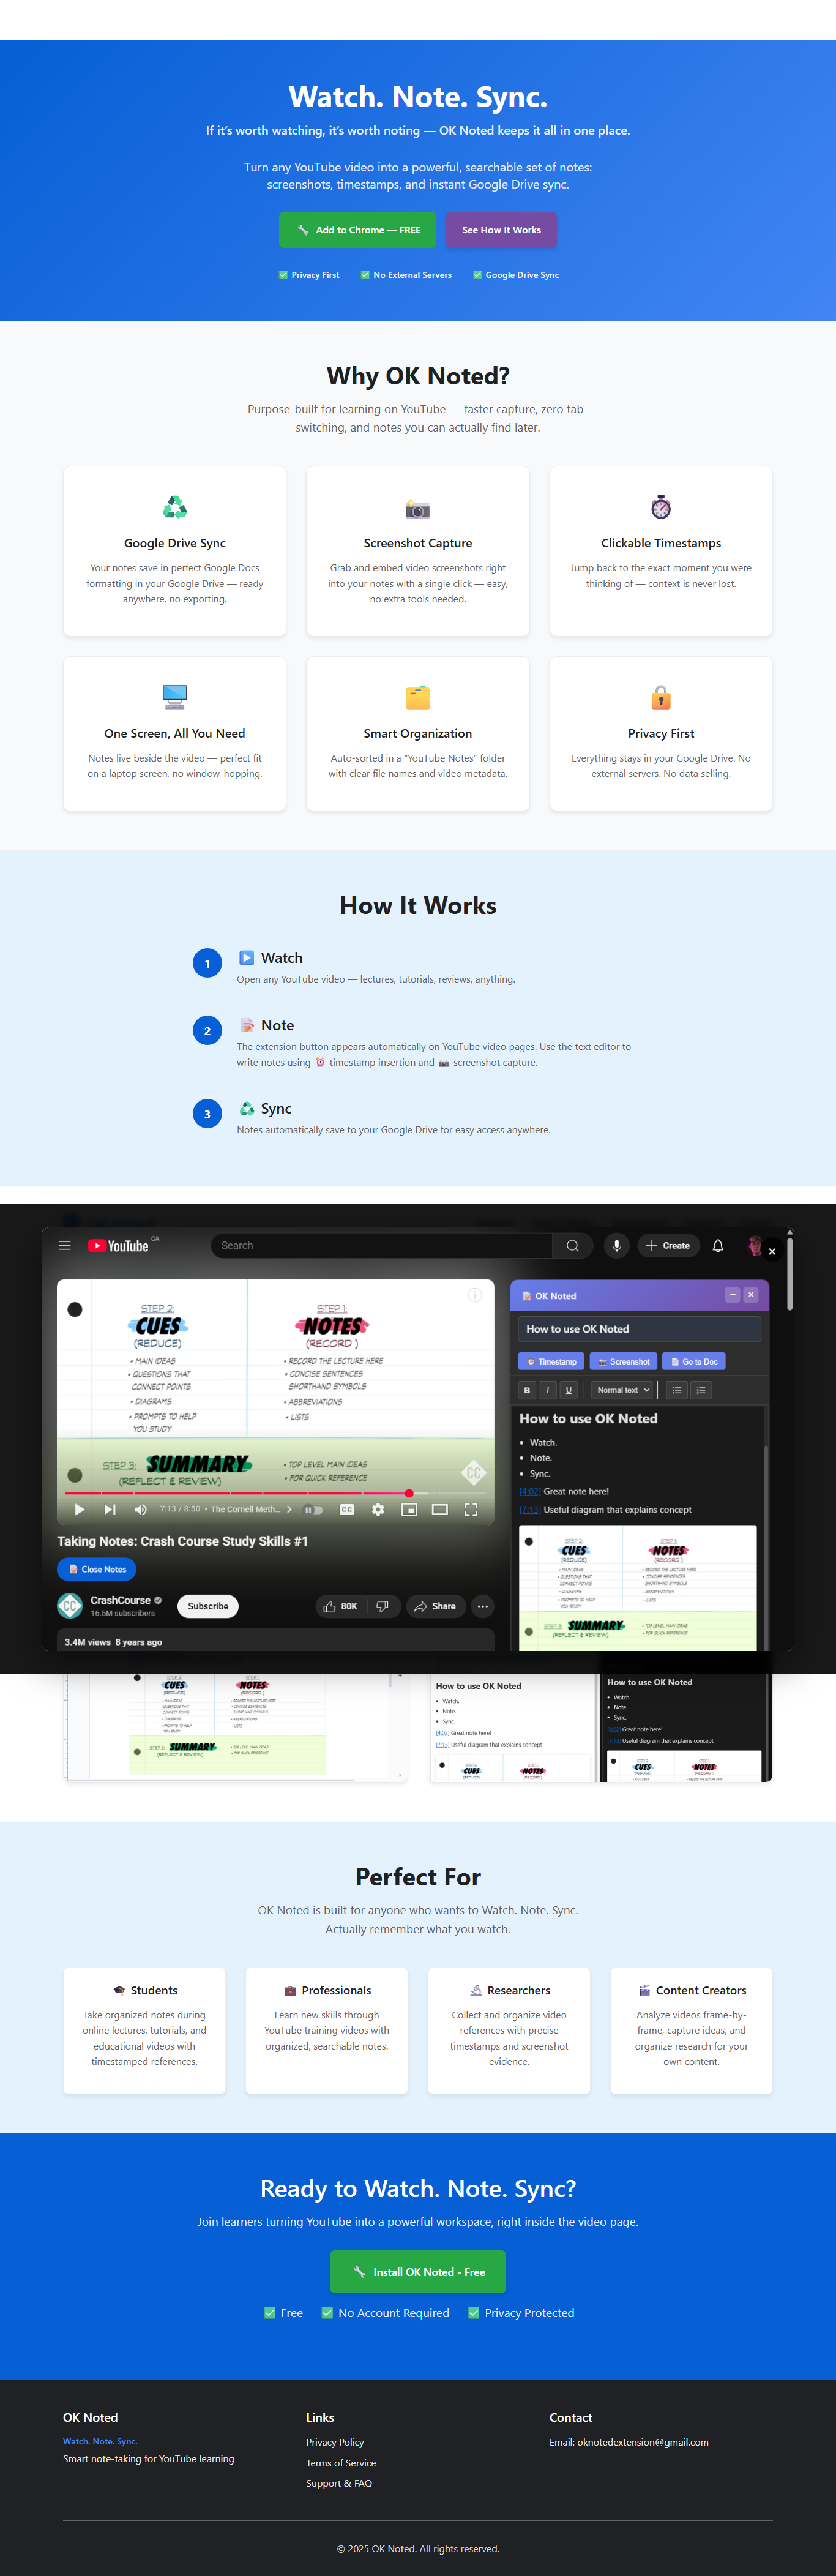 Watch. Note. Sync.
If it's worth watching, it's worth noting — OK Noted keeps it all in one place.
Turn any YouTube video into a powerful, searchable set of notes:
screenshots, timestamps, and instant Google Drive sync.
Add to Chrome — FREE
See How It Works
Privacy First
No External Servers
Google Drive Sync
Why OK Noted?
Purpose-built for learning on YouTube — faster capture, zero tab-
switching, and notes you can actually find later.
Google Drive Sync
Your notes save in perfect Google Docs
formatting in your Google Drive — ready
anywhere, no exporting.
Screenshot Capture
Grab and embed video screenshots right
into your notes with a single click — easy,
no extra tools needed.
Clickable Timestamps
Jump back to the exact moment you were
thinking of — context is never lost.
One Screen, All You Need
Notes live beside the video — perfect fit
on a laptop screen, no window-hopping.
Smart Organization
Auto-sorted in a "YouTube Notes" folder
with clear file names and video metadata.
Privacy First
Everything stays in your Google Drive. No
external servers. No data selling.
How It Works
1
Watch
Open any YouTube video — lectures, tutorials, reviews, anything.
2
Note
The extension button appears automatically on YouTube video pages. Use the text editor to
write notes using timestamp insertion and screenshot capture.
3
Sync
Notes automatically save to your Google Drive for easy access anywhere.
YouTube CA
Search
Create
×
STEP 2:
CUES
(REDUCE)
• MAIN IDEAS
• QUESTIONS THAT
CONNECT POINTS
• DIAGRAMS
• PROMPTS TO HELP
YOU STUDY
STEP 1:
NOTES
(RECORD)
• RECORD THE LECTURE HERE
• CONCISE SENTENCES
SHORTHAND SYMBOLS
• ABBREVIATIONS
• LISTS
STEP 3: SUMMARY
(REFLECT & REVIEW)
• TOP LEVEL MAIN IDEAS
• FOR QUICK REFERENCE
CC
7:13 / 8:50 • The Cornell Meth...
CC
Taking Notes: Crash Course Study Skills #1
Close Notes
CC
CrashCourse
16.5M subscribers
Subscribe
80K
Share
3.4M views 8 years ago
OK Noted
How to use OK Noted
Timestamp
Screenshot
Go to Doc
B I U
Normal text
How to use OK Noted
• Watch.
• Note.
• Sync.
[4:02] Great note here!
[7:13] Useful diagram that explains concept
CUES
(REDUCE)
NOTES
(RECORD)
SUMMARY
CUES
(REDUCE)
NOTES
(RECORD)
SUMMARY
(REFLECT & REVIEW)
How to use OK Noted
• Watch.
• Note.
• Sync.
[4:02] Great note here!
[7:13] Useful diagram that explains concept
CUES
NOTES
How to use OK Noted
• Watch.
• Note.
• Sync.
[4:02] Great note here!
[7:13] Useful diagram that explains concept
CUES
NOTES
Perfect For
OK Noted is built for anyone who wants to Watch. Note. Sync.
Actually remember what you watch.
Students
Take organized notes during
online lectures, tutorials, and
educational videos with
timestamped references.
Professionals
Learn new skills through
YouTube training videos with
organized, searchable notes.
Researchers
Collect and organize video
references with precise
timestamps and screenshot
evidence.
Content Creators
Analyze videos frame-by-
frame, capture ideas, and
organize research for your
own content.
Ready to Watch. Note. Sync?
Join learners turning YouTube into a powerful workspace, right inside the video page.
Install OK Noted - Free
Free
No Account Required
Privacy Protected
OK Noted
Watch. Note. Sync.
Smart note-taking for YouTube learning
Links
Privacy Policy
Terms of Service
Support & FAQ
Contact
Email: oknotedextension@gmail.com
© 2025 OK Noted. All rights reserved.